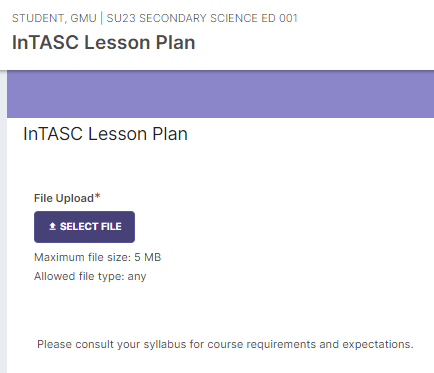 STUDENT, GMU | SU23 SECONDARY SCIENCE ED 001
InTASC Lesson Plan
InTASC Lesson Plan
File Upload*
SELECT FILE
Maximum file size: 5 MB
Allowed file type: any
Please consult your syllabus for course requirements and expectations.